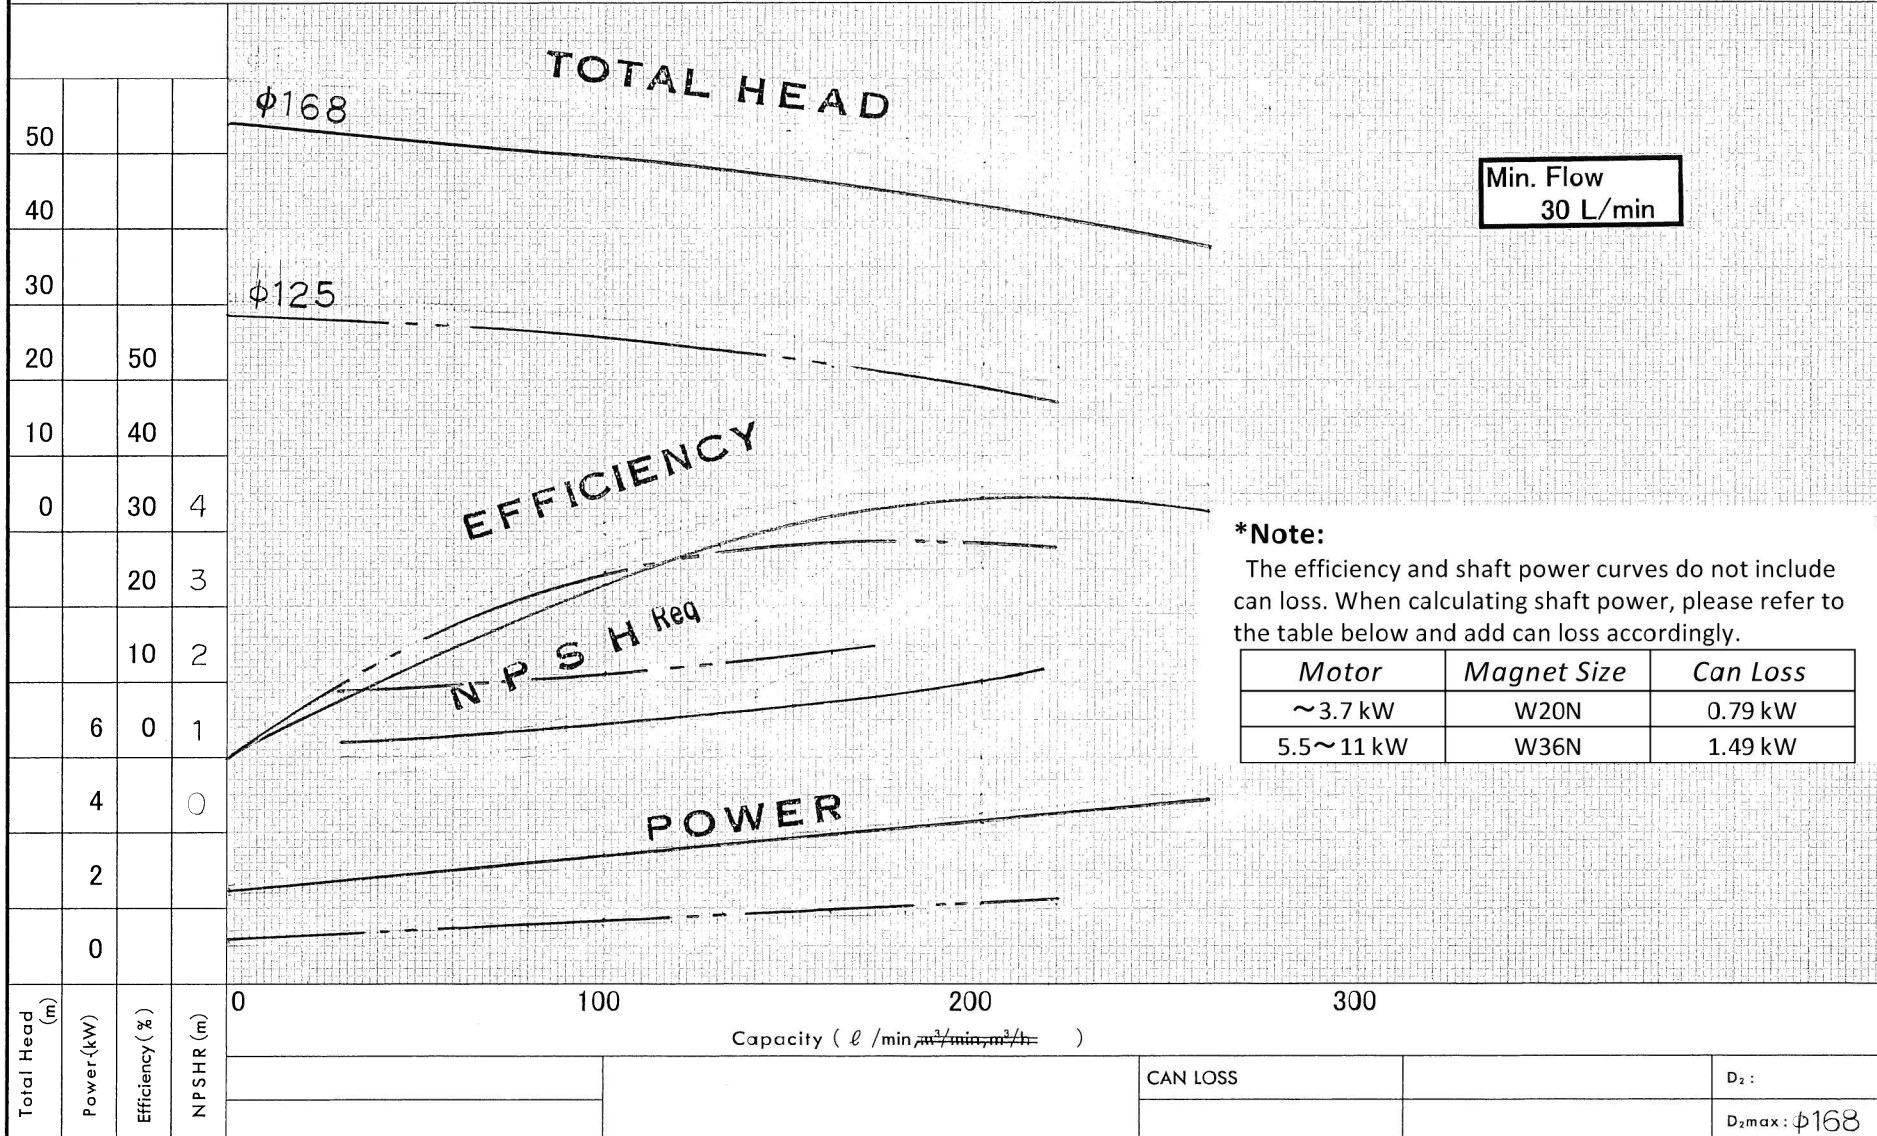 TOTAL HEAD
φ168
50
Min. Flow
30 L/min
40
30
φ125
20 50
10 40
EFFICIENCY
0 30 4
*Note:
The efficiency and shaft power curves do not include
can loss. When calculating shaft power, please refer to
the table below and add can loss accordingly.
20 3
NPSH Req
10 2
Motor Magnet Size Can Loss
~3.7 kW W20N 0.79 kW
5.5~11 kW W36N 1.49 kW
6 0 1
4 0
POWER
2
0
0 100 200 300
Total Head (m)
Power (kW)
Efficiency (%)
NPSHR (m)
Capacity ( ℓ /min, m³/min, m³/h )
CAN LOSS
D₂ :
D₂max : φ168